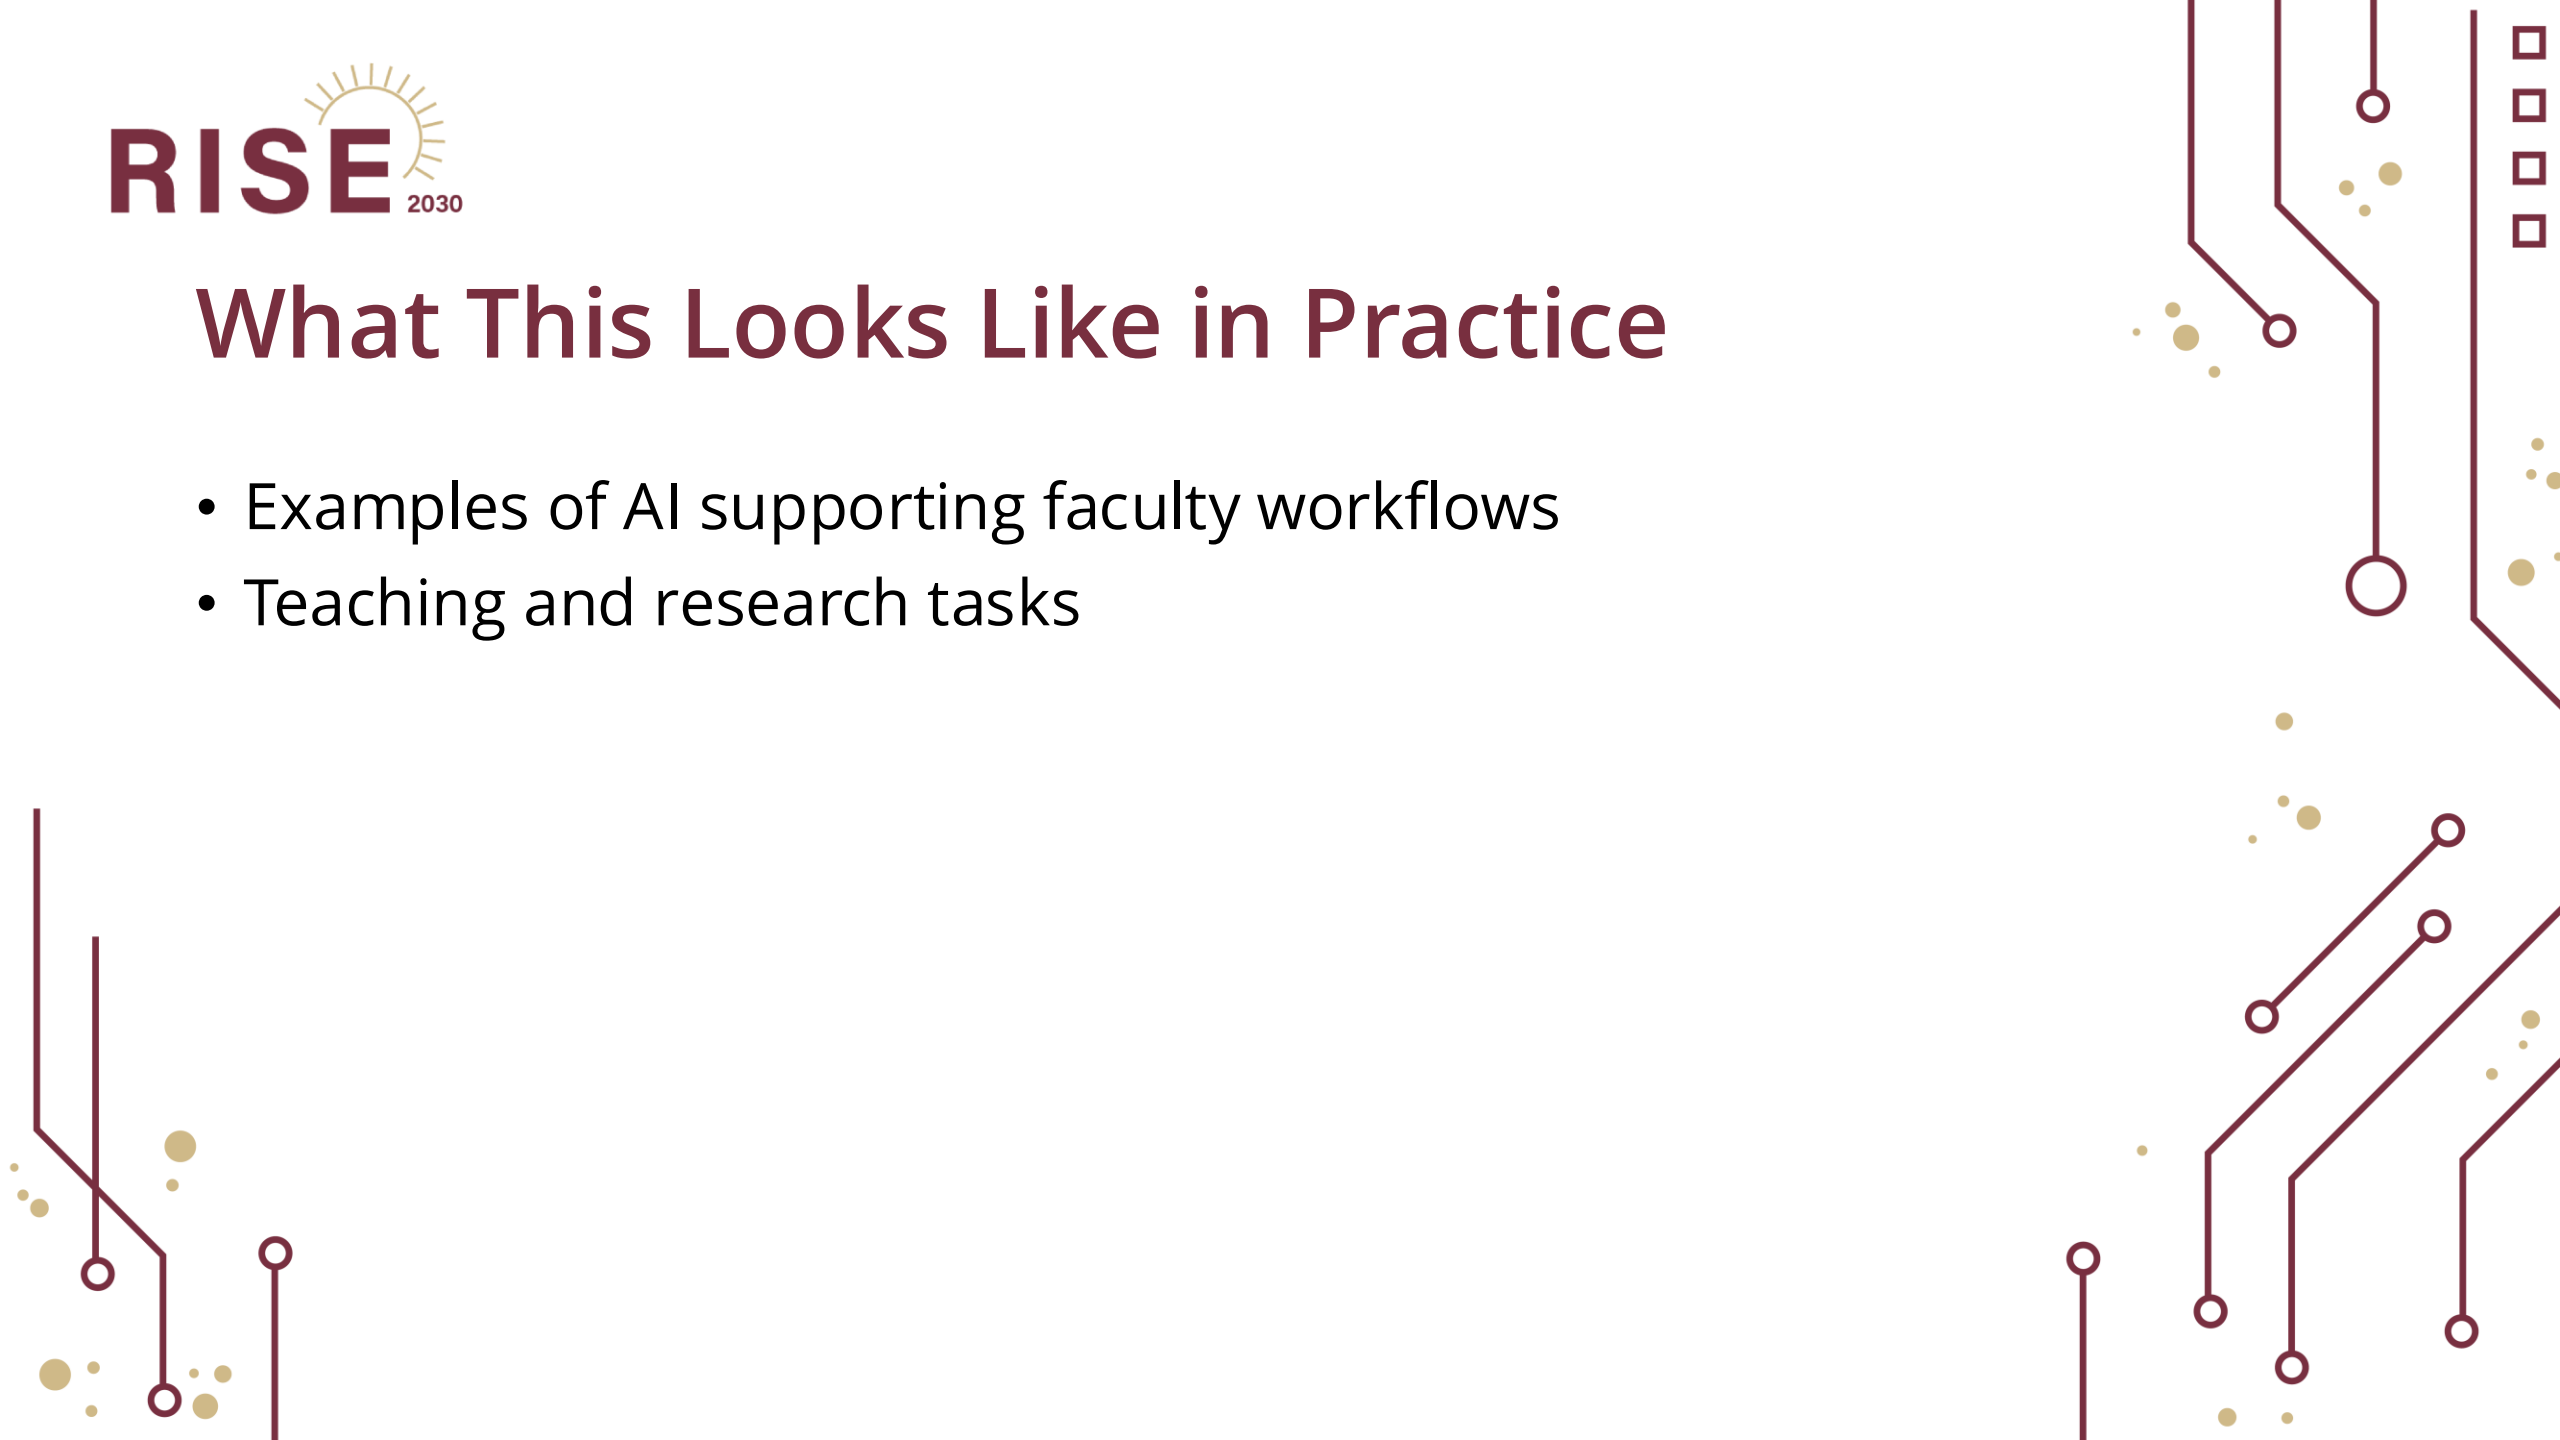 RISE
2030
What This Looks Like in Practice
• Examples of AI supporting faculty workflows
• Teaching and research tasks